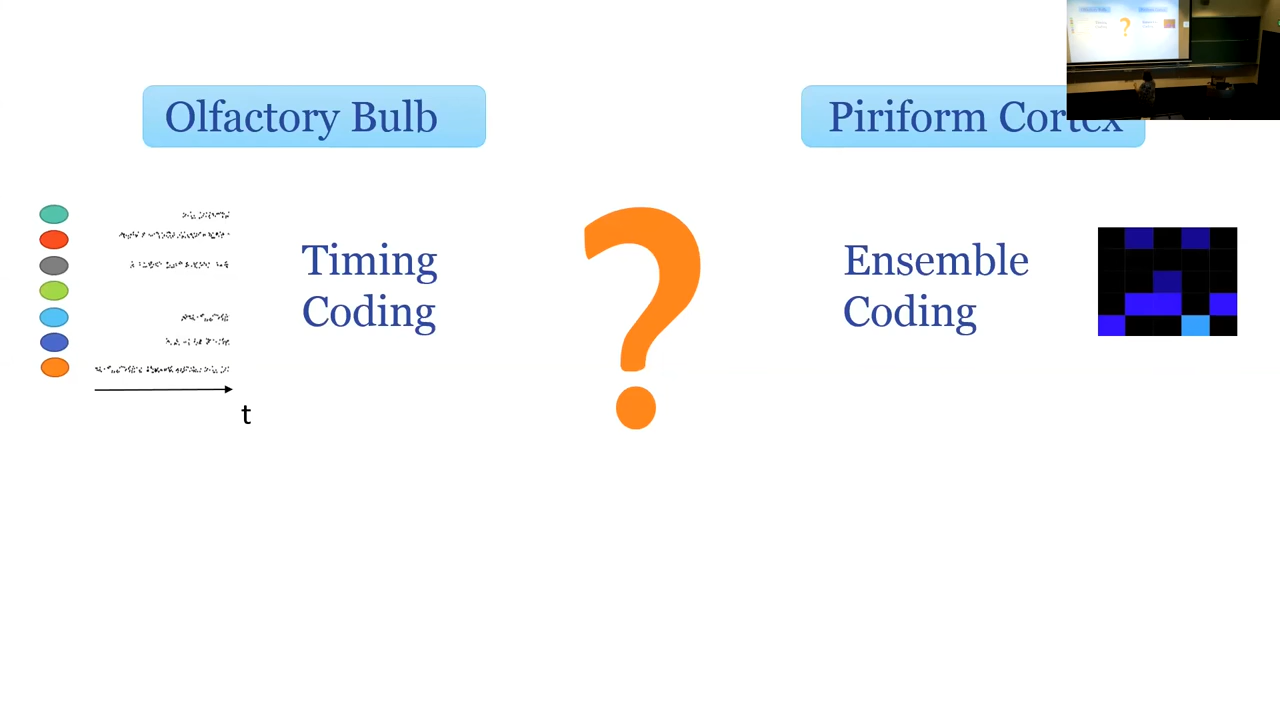 Olfactory Bulb
Piriform Cortex
Timing
Coding
?
Ensemble
Coding
t